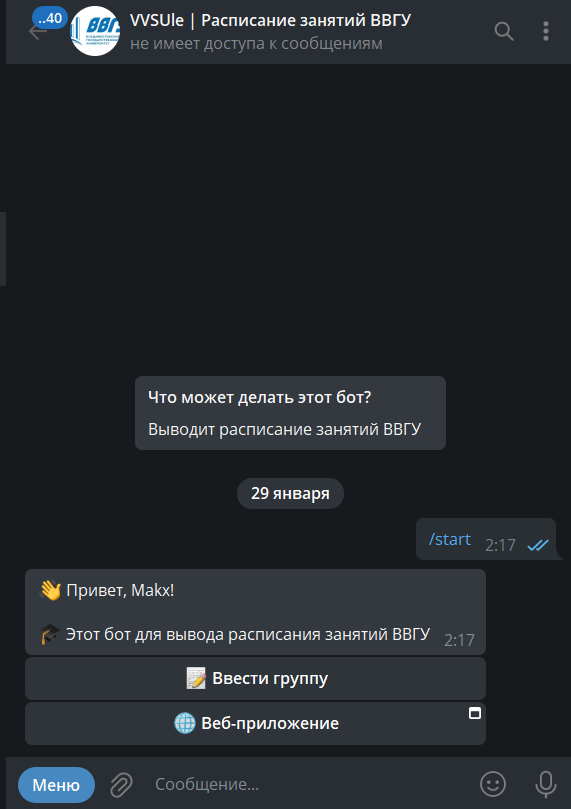 ..40
VVSUle | Расписание занятий ВВГУ
не имеет доступа к сообщениям
ВВГУ
Что может делать этот бот?
Выводит расписание занятий ВВГУ
29 января
/start 2:17
👋 Привет, Makx!
🎓 Этот бот для вывода расписания занятий ВВГУ 2:17
📝 Ввести группу
🌐 Веб-приложение
Меню
Сообщение...